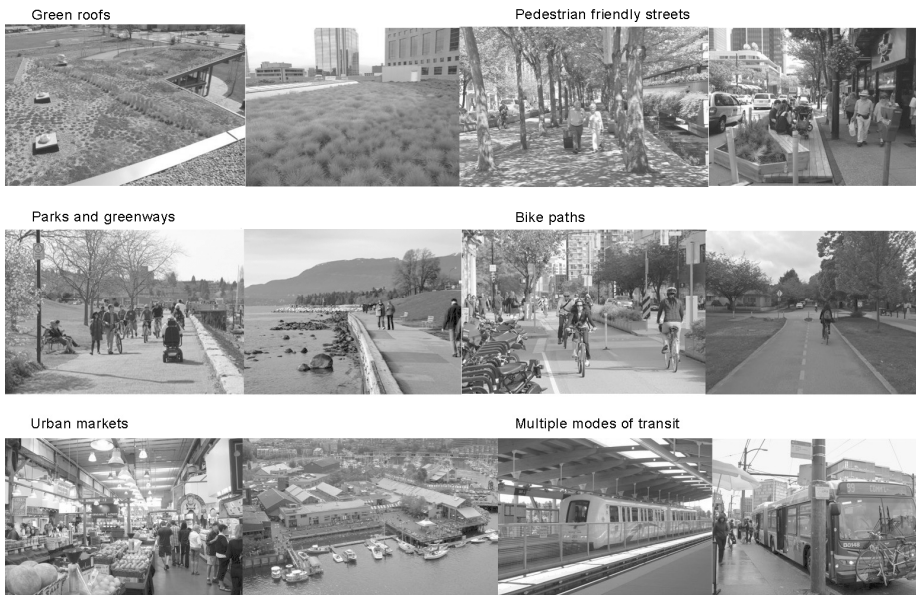 Green roofs
Pedestrian friendly streets
Parks and greenways
Bike paths
Urban markets
Multiple modes of transit